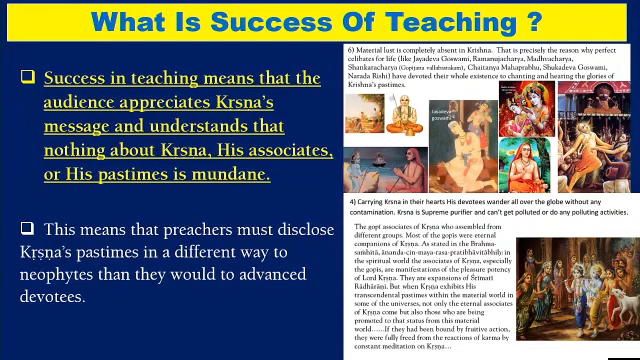 What Is Success Of Teaching ?
Success in teaching means that the
audience appreciates Krsna's
message and understands that
nothing about Krsna, His associates,
or His pastimes is mundane.
This means that preachers must disclose
Kṛṣṇa's pastimes in a different way to
neophytes than they would to advanced
devotees.
6) Material lust is completely absent in Krishna. That is precisely the reason why perfect
celibates for life (like Jayadeva Goswami, Ramanujacharya, Madhvacharya,
Shankaracharya (Gopijana vallabhastakam), Chaitanya Mahaprabhu, Shukadeva Goswami,
Narada Rishi) have devoted their whole existence to chanting and hearing the glories of
Krishna's pastimes.
Jayadeva
goswami
4) Carrying Krsna in their hearts His devotees wander all over the globe without any
contamination. Krsna is Supreme purifier and can't get polluted or do any polluting activities.
The gopī associates of Kṛṣṇa who assembled from
different groups. Most of the gopīs were eternal
companions of Kṛṣṇa. As stated in the Brahma-
saṁhitā, ānanda-cin-maya-rasa-pratibhāvitābhiḥ: in
the spiritual world the associates of Kṛṣṇa, especially
the gopīs, are manifestations of the pleasure potency
of Lord Kṛṣṇa. They are expansions of Śrīmatī
Rādhārāṇī. But when Kṛṣṇa exhibits His
transcendental pastimes within the material world in
some of the universes, not only the eternal associates
of Kṛṣṇa come but also those who are being
promoted to that status from this material
world……If they had been bound by fruitive action,
they were fully freed from the reactions of karma by
constant meditation on Kṛṣṇa…